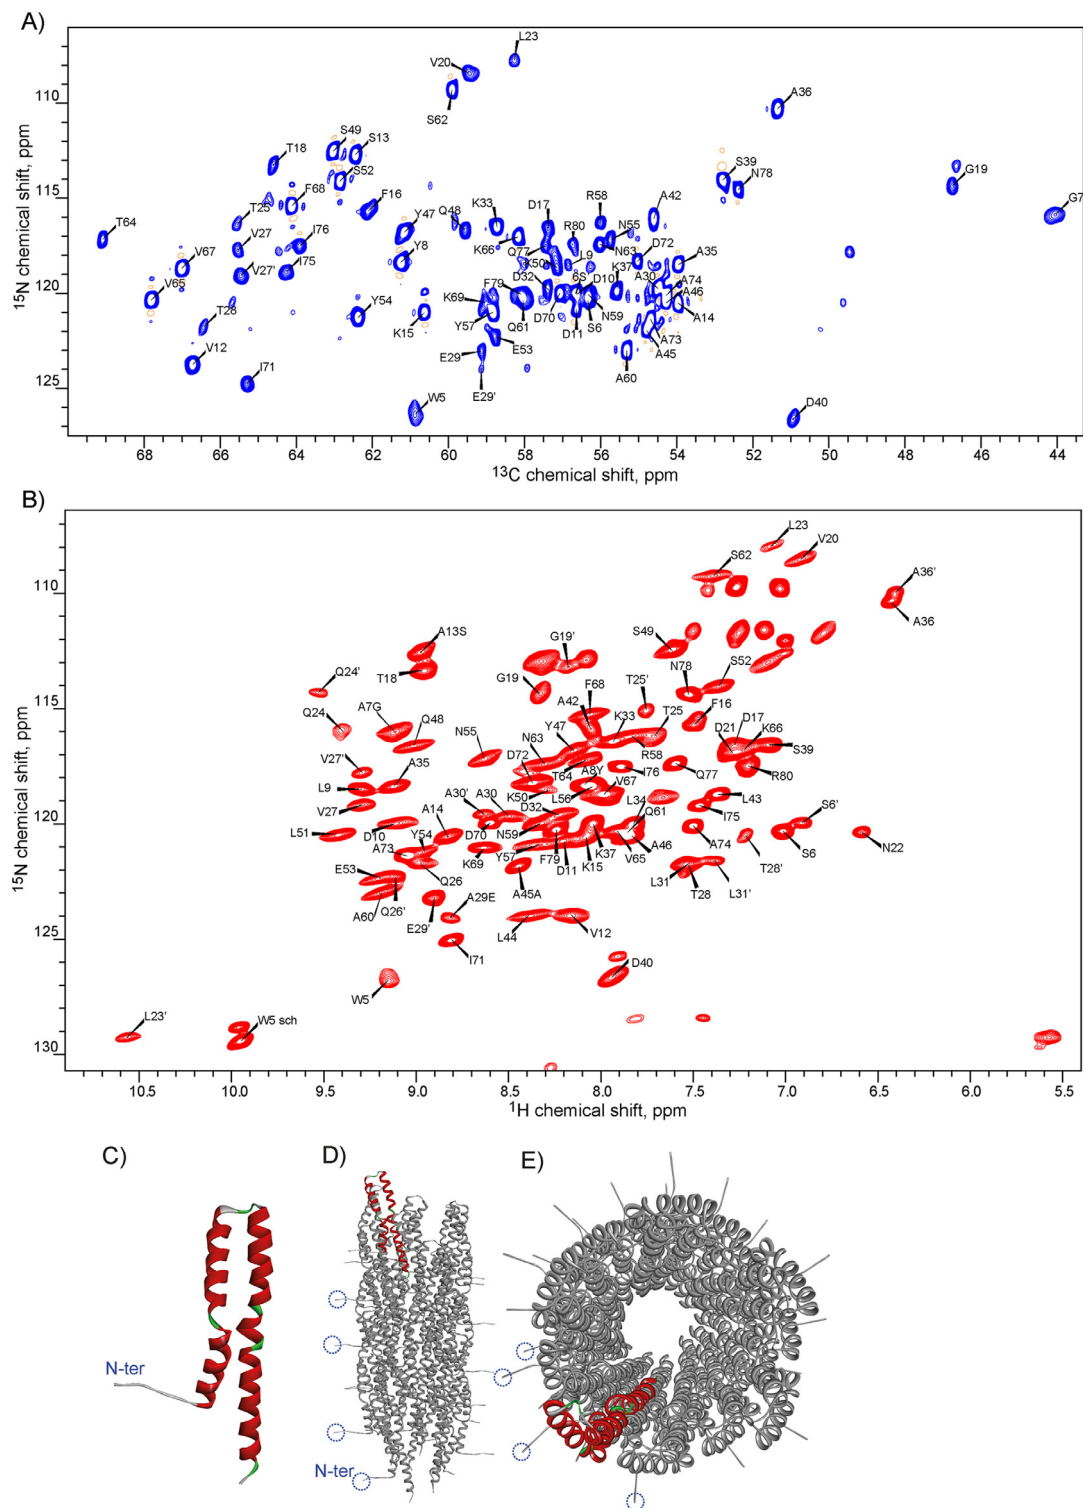 A)
L23
V20
A36
110
S62
S49
S13
T18
S52
S39
G19
N78
115
F68
F16
K33
D17
R58
A42
G7
T25
Q48
R80
N55
T64
Y47
V27
I76
K66
Q77
L9
N63
D72
A35
V67
Y8
K50
K37
A30
A74
V27'
I75
D32
6S
D10
A46
120
V65
K69
F79
A14
T28
Y54
Y57
Q61
D70
N59
K15
D11
S6
A73
E53
A45
V12
E29
A60
125
I71
E29'
W5
D40
15N chemical shift, ppm
68
66
64
62
60
58
56
54
52
50
48
46
44
13C chemical shift, ppm
B)
L23
V20
110
S62
A36'
A36
A13S
G19'
S49
T18
S52
Q24'
N78
G19
F68
T25'
F16
115
A7G
A42
Q24
Q48
K33
T25
D17
N55
Y47
D21
K66
N63
R58
S39
V27'
A35
D72
T64
A8Y
I76
Q77
R80
L9
K50
L56
V67
A30'
A30
L34
L43
V27
A14
D32
Q61
I75
S6'
120
L51
D10
D70
N59
A46
A74
N22
Y54
A73
K69
Y57
F79
D11
K15
K37
V65
S6
T28'
E53
Q26
L31
T28
L31'
A45A
A60
Q26'
A29E
E29'
L44
V12
125
I71
D40
W5
L23'
W5 sch
130
15N chemical shift, ppm
10.5
10.0
9.5
9.0
8.5
8.0
7.5
7.0
6.5
6.0
5.5
1H chemical shift, ppm
C)
D)
E)
N-ter
N-ter